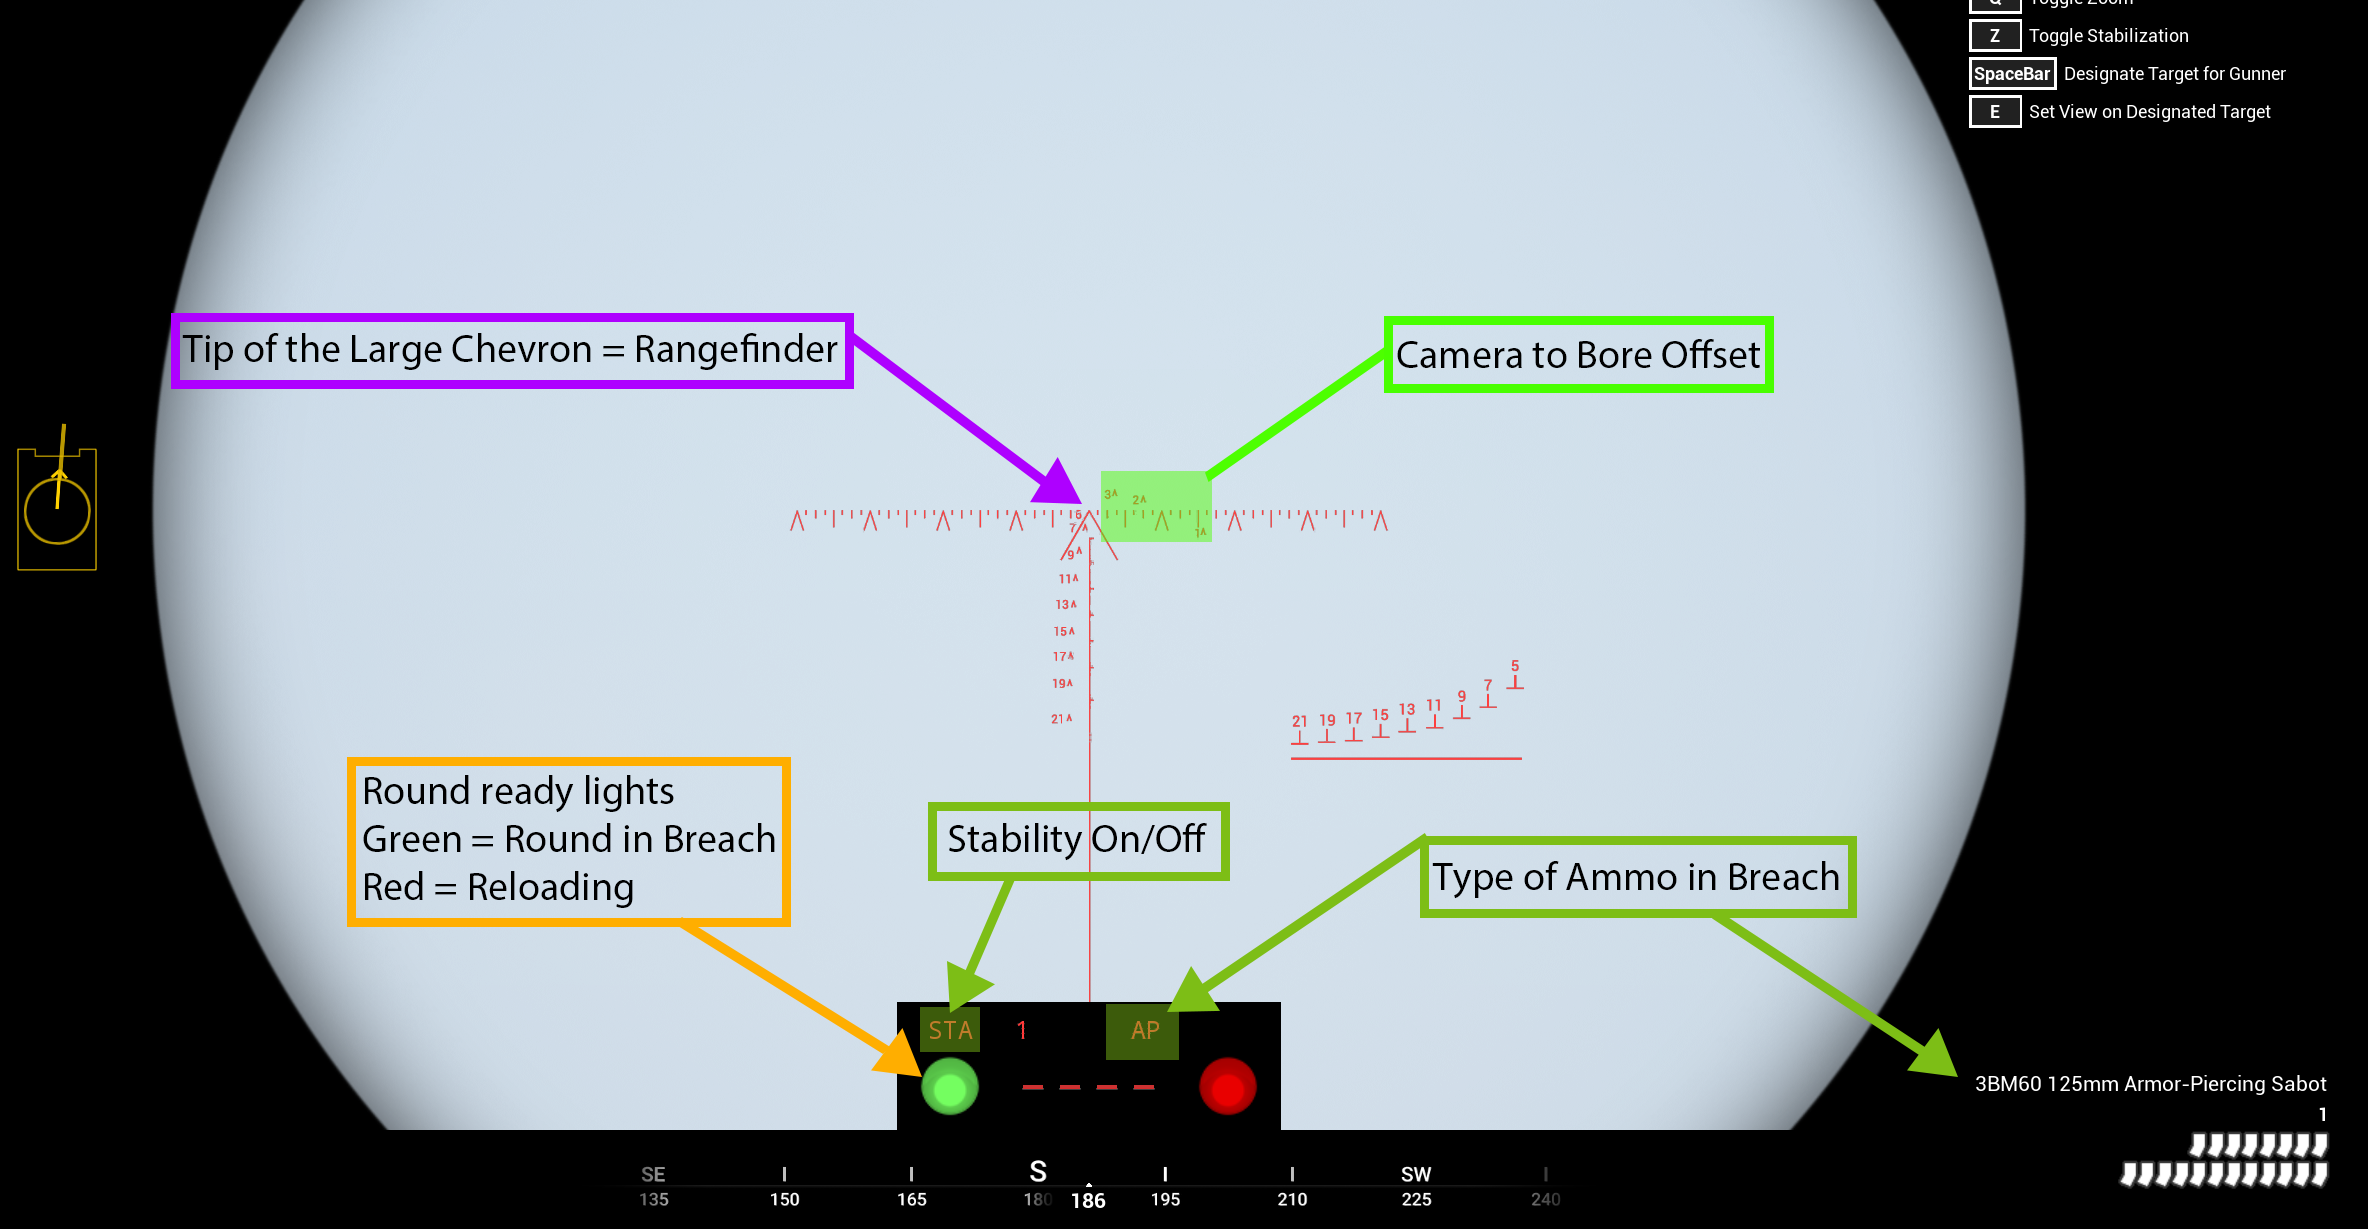 Q Toggle Zoom
Z Toggle Stabilization
SpaceBar Designate Target for Gunner
E Set View on Designated Target
Tip of the Large Chevron = Rangefinder
Camera to Bore Offset
3 2
1
7
9
11
13
15
17
19
21
5
7
9
11
13
15
17
19
21
Round ready lights
Green = Round in Breach
Red = Reloading
Stability On/Off
Type of Ammo in Breach
STA 1 AP
3BM60 125mm Armor-Piercing Sabot
1
SE S SW
135 150 165 180 186 195 210 225 240